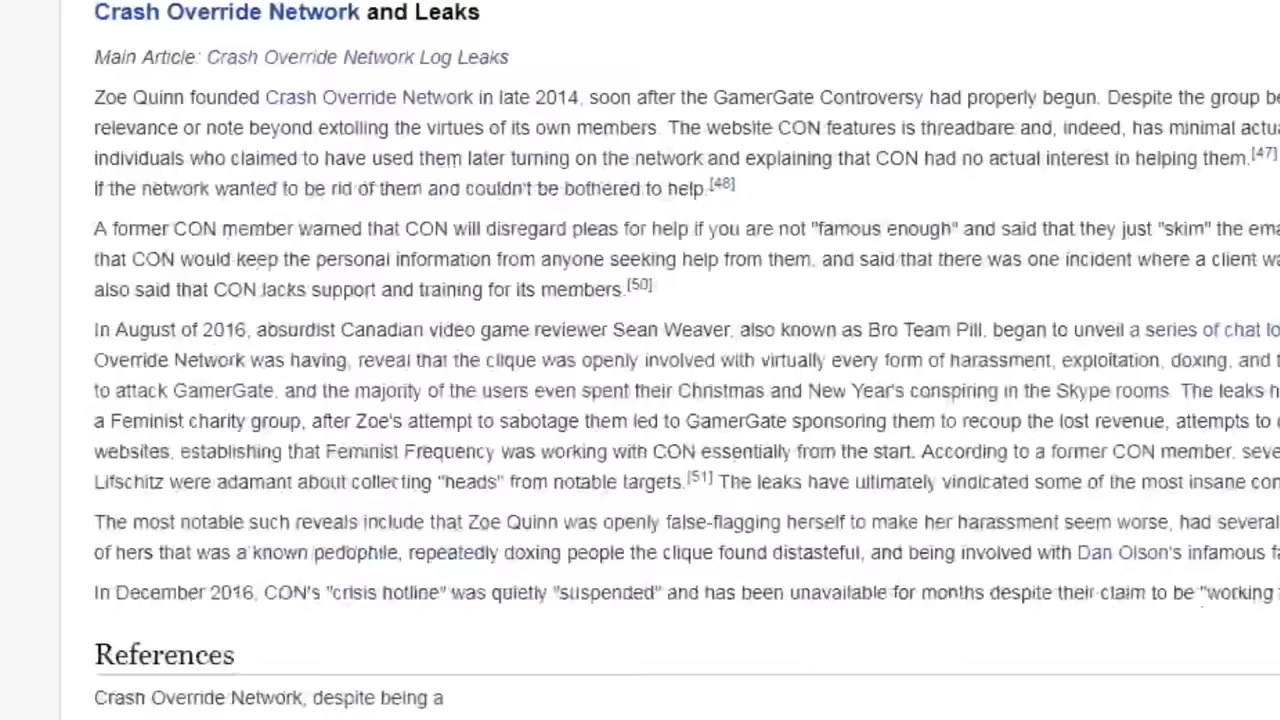 Crash Override Network and Leaks
Main Article: Crash Override Network Log Leaks
Zoe Quinn founded Crash Override Network in late 2014, soon after the GamerGate Controversy had properly begun. Despite the group
relevance or note beyond extolling the virtues of its own members. The website CON features is threadbare and, indeed, has minimal
individuals who claimed to have used them later turning on the network and explaining that CON had no actual interest in helping them.[47]
if the network wanted to be rid of them and couldn't be bothered to help.[48]
A former CON member warned that CON will disregard pleas for help if you are not "famous enough" and said that they just "skim" the
that CON would keep the personal information from anyone seeking help from them, and said that there was one incident where a client
also said that CON lacks support and training for its members.[50]
In August of 2016, absurdist Canadian video game reviewer Sean Weaver, also known as Bro Team Pill, began to unveil a series of chat
Override Network was having, reveal that the clique was openly involved with virtually every form of harassment, exploitation, doxing, and
to attack GamerGate, and the majority of the users even spent their Christmas and New Year's conspiring in the Skype rooms. The leaks
a Feminist charity group, after Zoe's attempt to sabotage them led to GamerGate sponsoring them to recoup the lost revenue, attempts to
websites, establishing that Feminist Frequency was working with CON essentially from the start. According to a former CON member,
Lifschitz were adamant about collecting "heads" from notable targets.[51] The leaks have ultimately vindicated some of the most insane
The most notable such reveals include that Zoe Quinn was openly false-flagging herself to make her harassment seem worse, had several
of hers that was a known pedophile, repeatedly doxing people the clique found distasteful, and being involved with Dan Olson's infamous
In December 2016, CON's "crisis hotline" was quietly "suspended" and has been unavailable for months despite their claim to be "working
References
Crash Override Network, despite being a